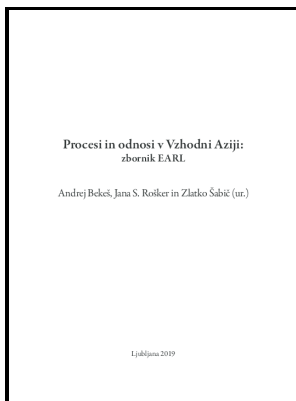 Procesi in odnosi v Vzhodni Aziji:
zbornik EARL
Andrej Bekeš, Jana S. Rošker in Zlatko Šabič (ur.)
Ljubljana 2019